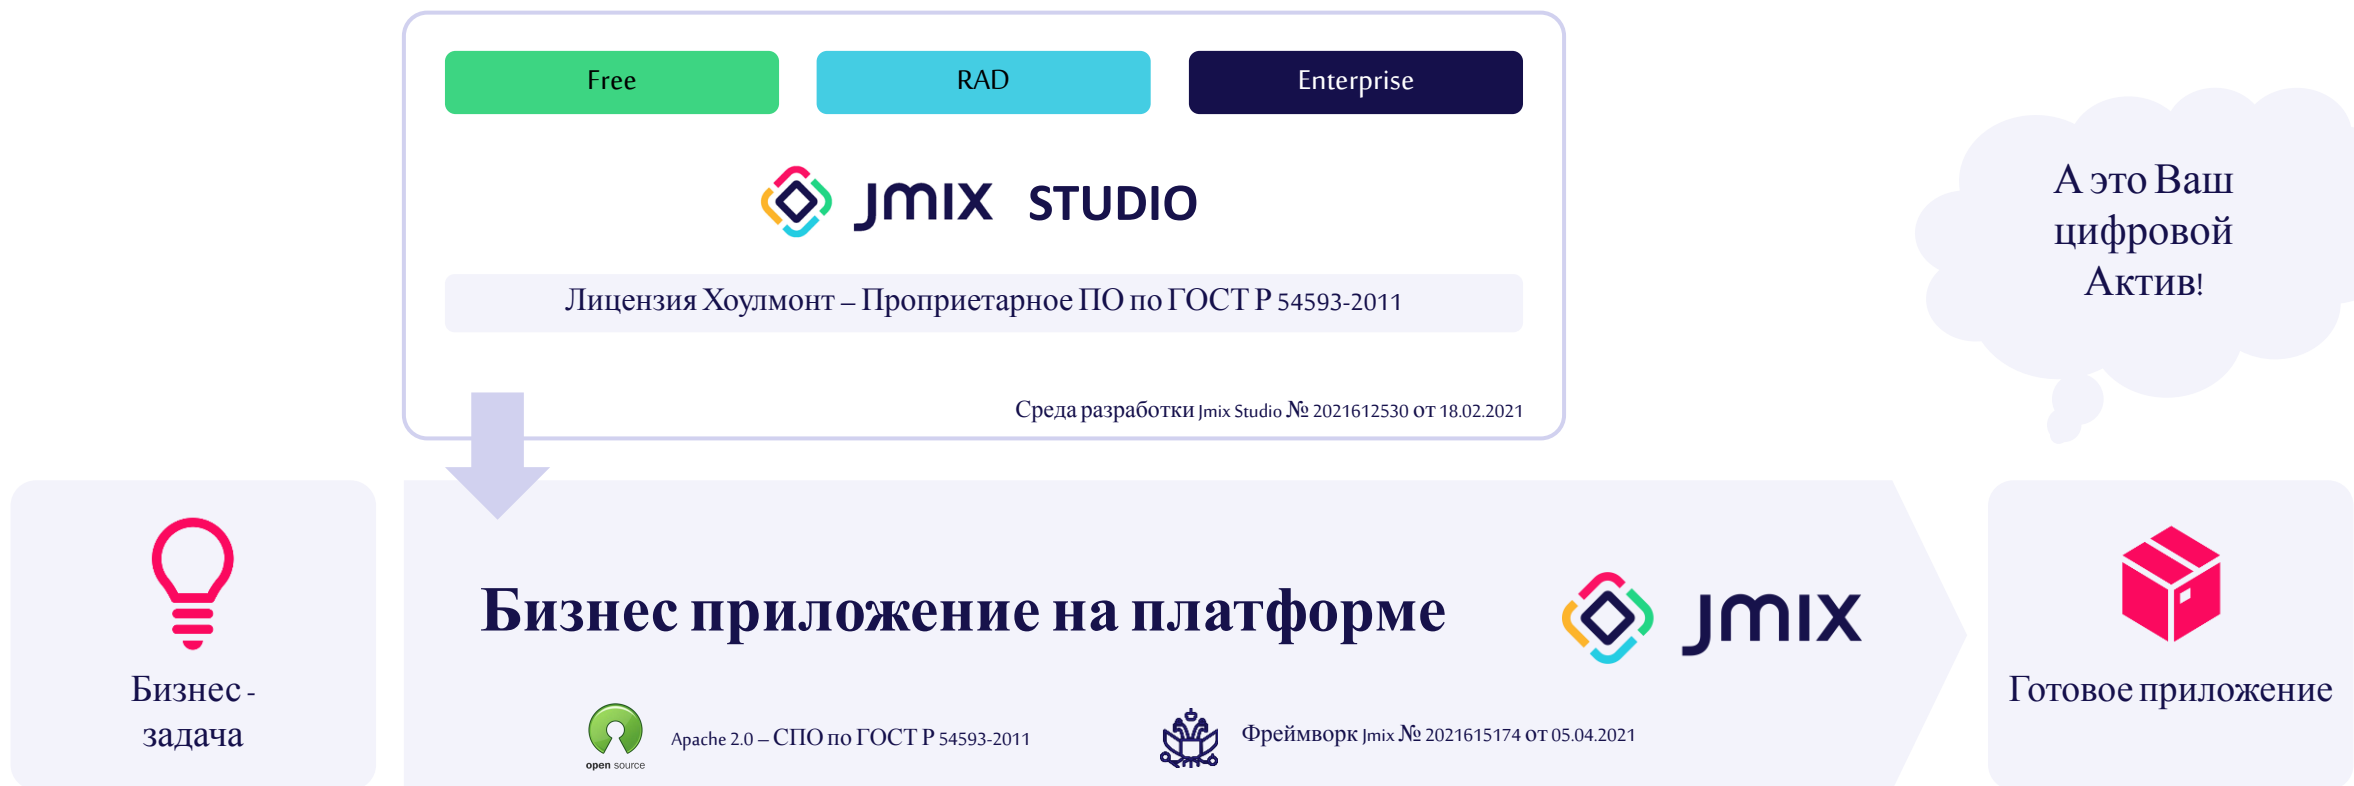 Free
RAD
Enterprise
JMIX STUDIO
Лицензия Хоулмонт – Проприетарное ПО по ГОСТ Р 54593-2011
Среда разработки Jmix Studio № 2021612530 от 18.02.2021
А это Ваш
цифровой
Актив!
Бизнес-
задача
Бизнес приложение на платформе
JMIX
open source
Apache 2.0 – СПО по ГОСТ Р 54593-2011
Фреймворк Jmix № 2021615174 от 05.04.2021
Готовое приложение